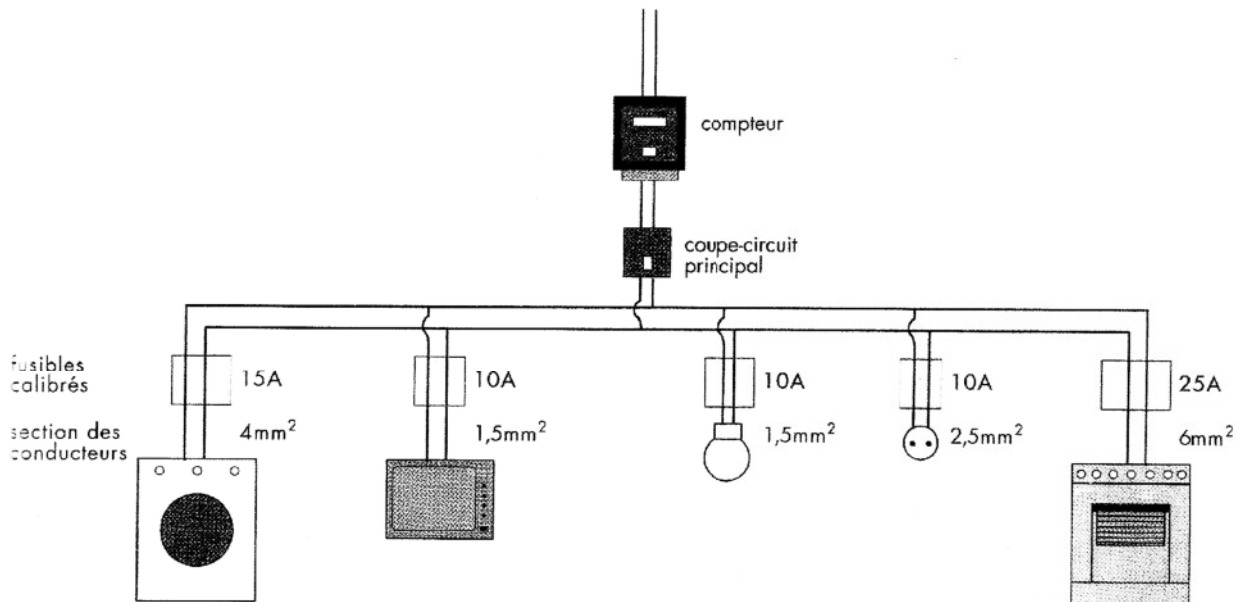 compteur
coupe-circuit
principal
fusibles
calibrés
15A
10A
10A
10A
25A
section des
conducteurs
4mm²
1,5mm²
1,5mm²
2,5mm²
6mm²